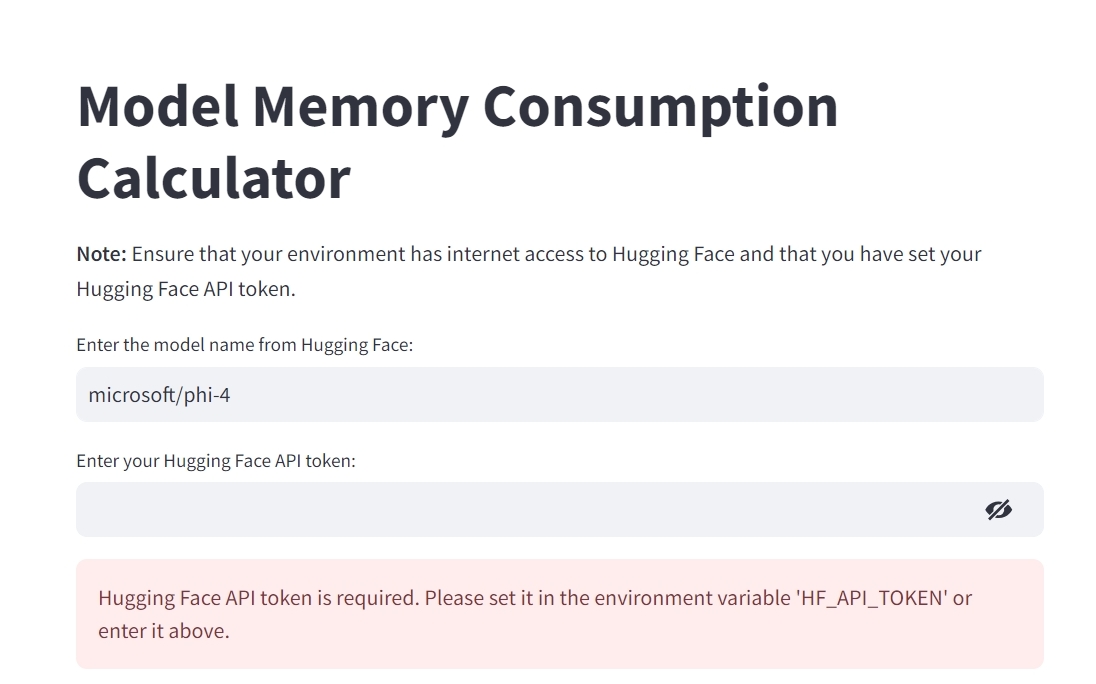 Model Memory Consumption
Calculator
Note: Ensure that your environment has internet access to Hugging Face and that you have set your
Hugging Face API token.
Enter the model name from Hugging Face:
microsoft/phi-4
Enter your Hugging Face API token:
Hugging Face API token is required. Please set it in the environment variable 'HF_API_TOKEN' or
enter it above.